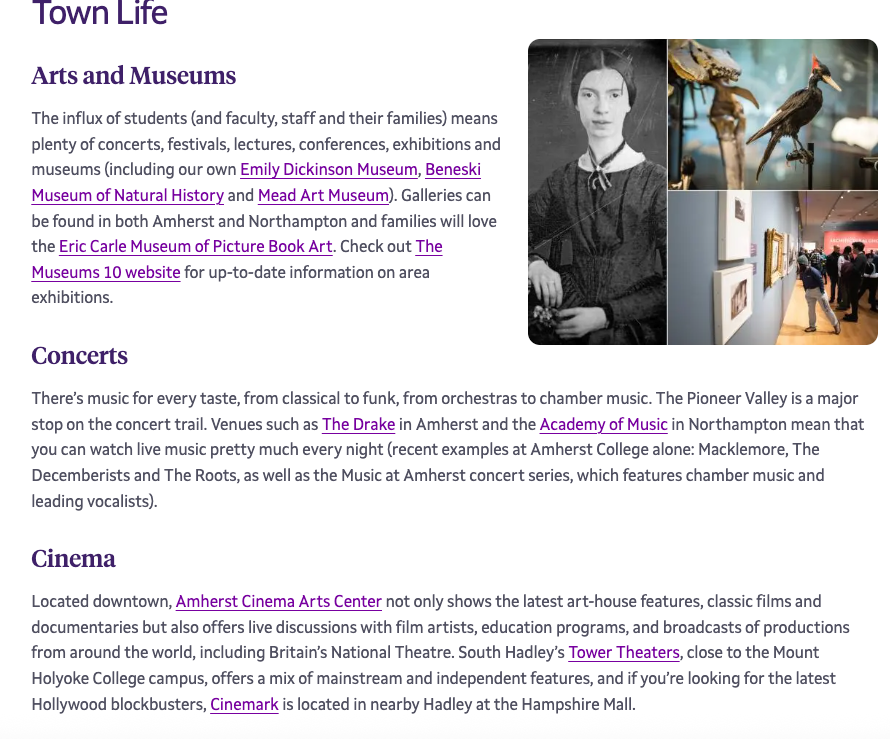 Town Life
Arts and Museums
The influx of students (and faculty, staff and their families) means
plenty of concerts, festivals, lectures, conferences, exhibitions and
museums (including our own Emily Dickinson Museum, Beneski
Museum of Natural History and Mead Art Museum). Galleries can
be found in both Amherst and Northampton and families will love
the Eric Carle Museum of Picture Book Art. Check out The
Museums 10 website for up-to-date information on area
exhibitions.
Concerts
There’s music for every taste, from classical to funk, from orchestras to chamber music. The Pioneer Valley is a major
stop on the concert trail. Venues such as The Drake in Amherst and the Academy of Music in Northampton mean that
you can watch live music pretty much every night (recent examples at Amherst College alone: Macklemore, The
Decemberists and The Roots, as well as the Music at Amherst concert series, which features chamber music and
leading vocalists).
Cinema
Located downtown, Amherst Cinema Arts Center not only shows the latest art-house features, classic films and
documentaries but also offers live discussions with film artists, education programs, and broadcasts of productions
from around the world, including Britain’s National Theatre. South Hadley’s Tower Theaters, close to the Mount
Holyoke College campus, offers a mix of mainstream and independent features, and if you’re looking for the latest
Hollywood blockbusters, Cinemark is located in nearby Hadley at the Hampshire Mall.